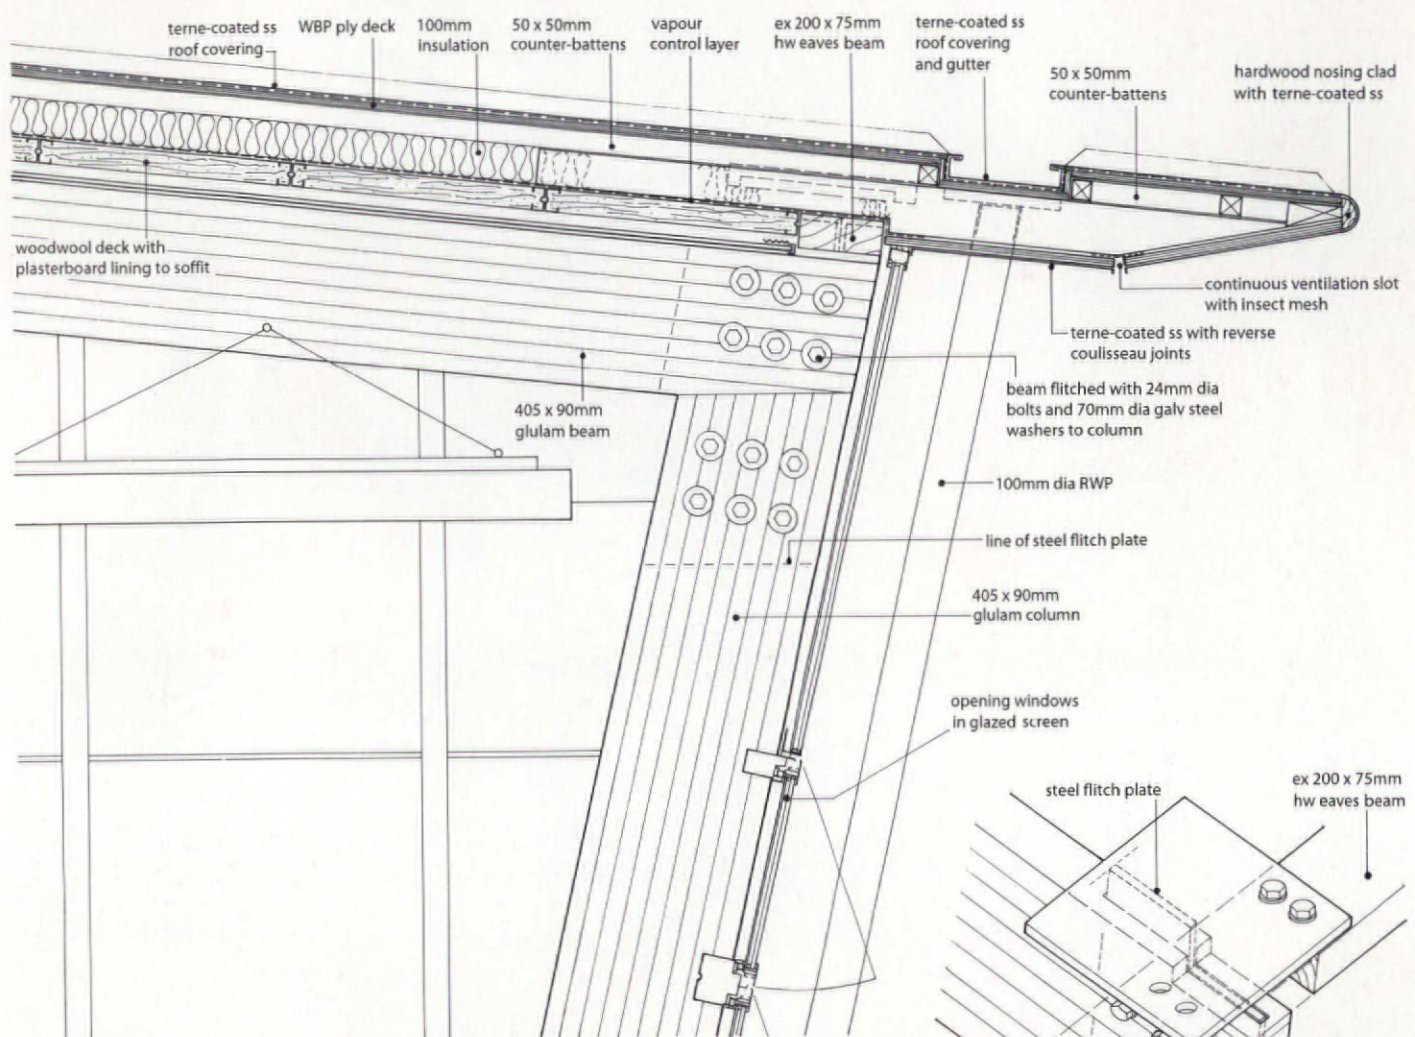 terne-coated ss
roof covering
WBP ply deck
100mm
insulation
50 x 50mm
counter-battens
vapour
control layer
ex 200 x 75mm
hw eaves beam
terne-coated ss
roof covering
and gutter
50 x 50mm
counter-battens
hardwood nosing clad
with terne-coated ss
woodwool deck with
plasterboard lining to soffit
continuous ventilation slot
with insect mesh
terne-coated ss with reverse
coulisseau joints
beam flitched with 24mm dia
bolts and 70mm dia galv steel
washers to column
405 x 90mm
glulam beam
100mm dia RWP
line of steel flitch plate
405 x 90mm
glulam column
opening windows
in glazed screen
steel flitch plate
ex 200 x 75mm
hw eaves beam